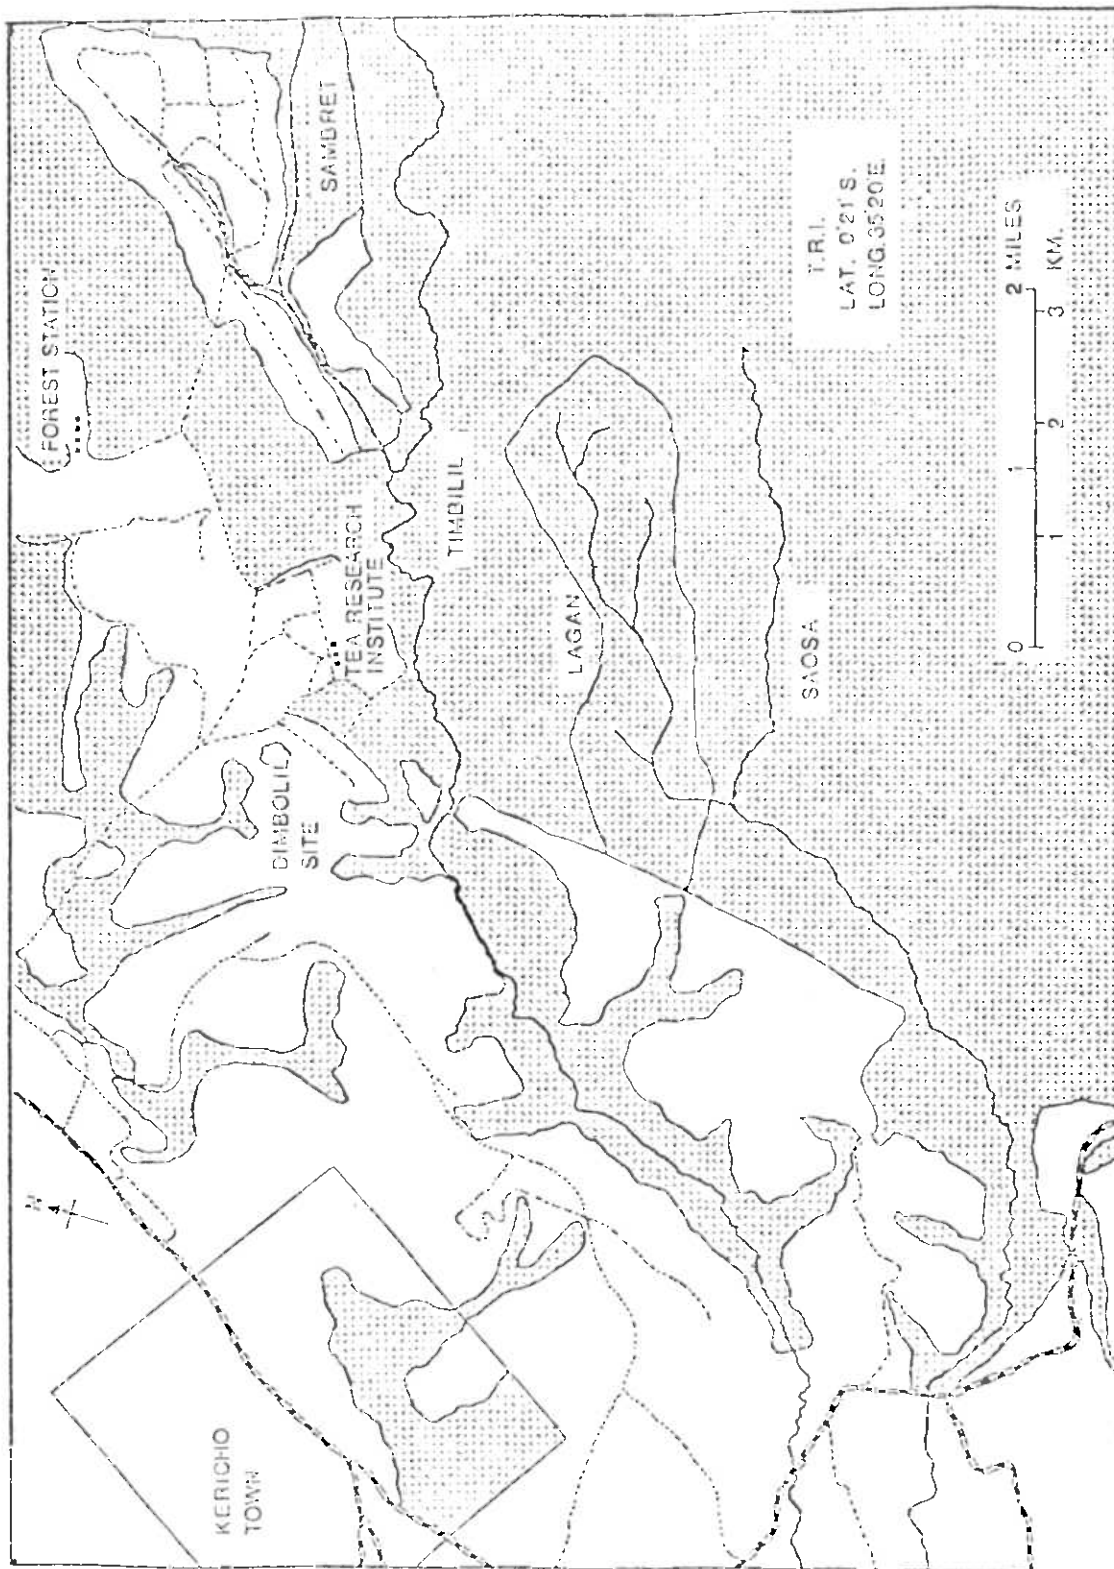 FOREST STATION
SAMBRET
TIMBILIL
TEA RESEARCH
INSTITUTE
DIMBOLIL
SITE
KERICHO
TOWN
N
LAGAN
SAOSA
T.R.I.
LAT. 0°21'S.
LONG.35°20'E.
0 1 2 MILES
1 2 3 KM.